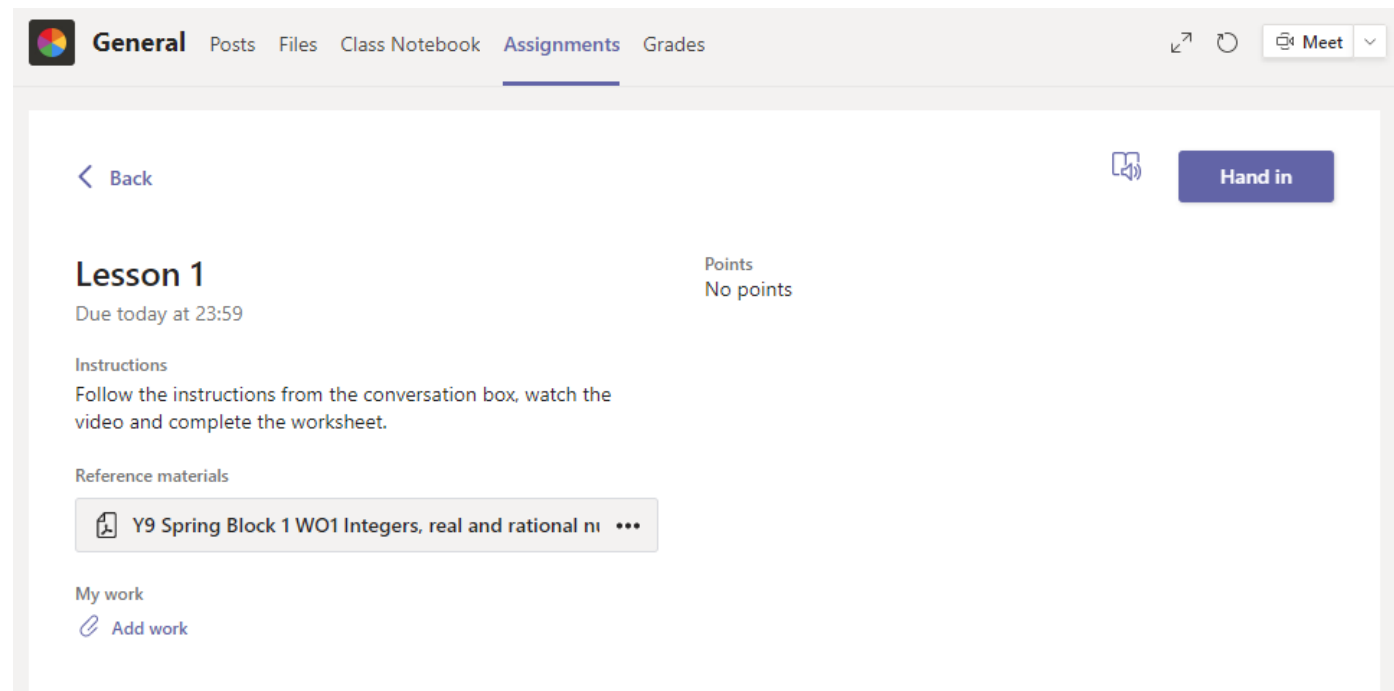 General Posts Files Class Notebook Assignments Grades Meet
Back Hand in
Lesson 1
Due today at 23:59
Points
No points
Instructions
Follow the instructions from the conversation box, watch the
video and complete the worksheet.
Reference materials
Y9 Spring Block 1 WO1 Integers, real and rational
My work
Add work